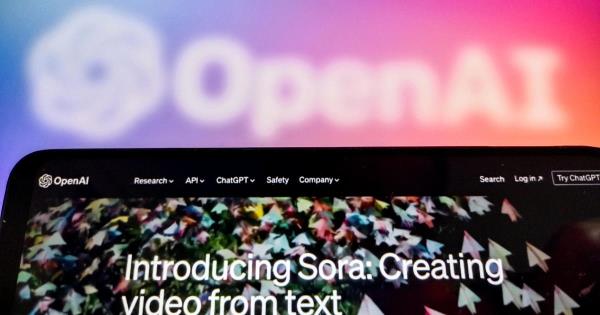 OpenAI
OpenAI Research API ChatGPT Safety Company Search Log in ↗ Try ChatGPT
Introducing Sora: Creating
video from text